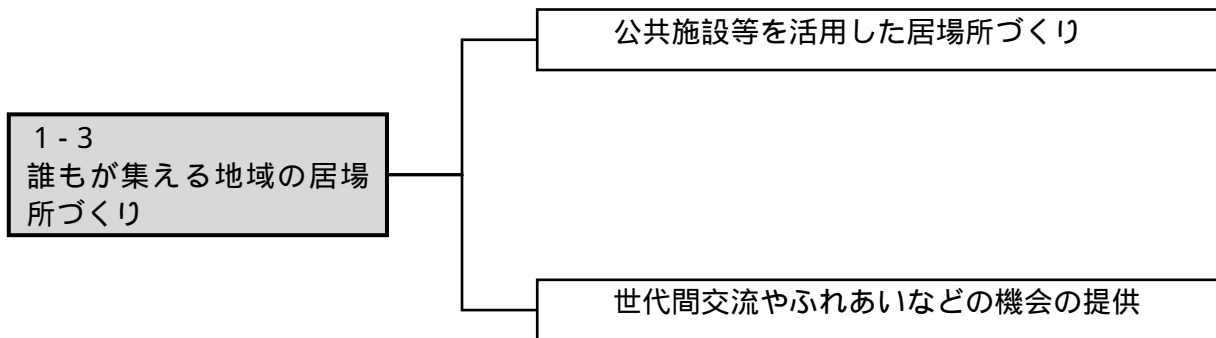 公共施設等を活用した居場所づくり
1-3
誰もが集える地域の居場
所づくり
世代間交流やふれあいなどの機会の提供